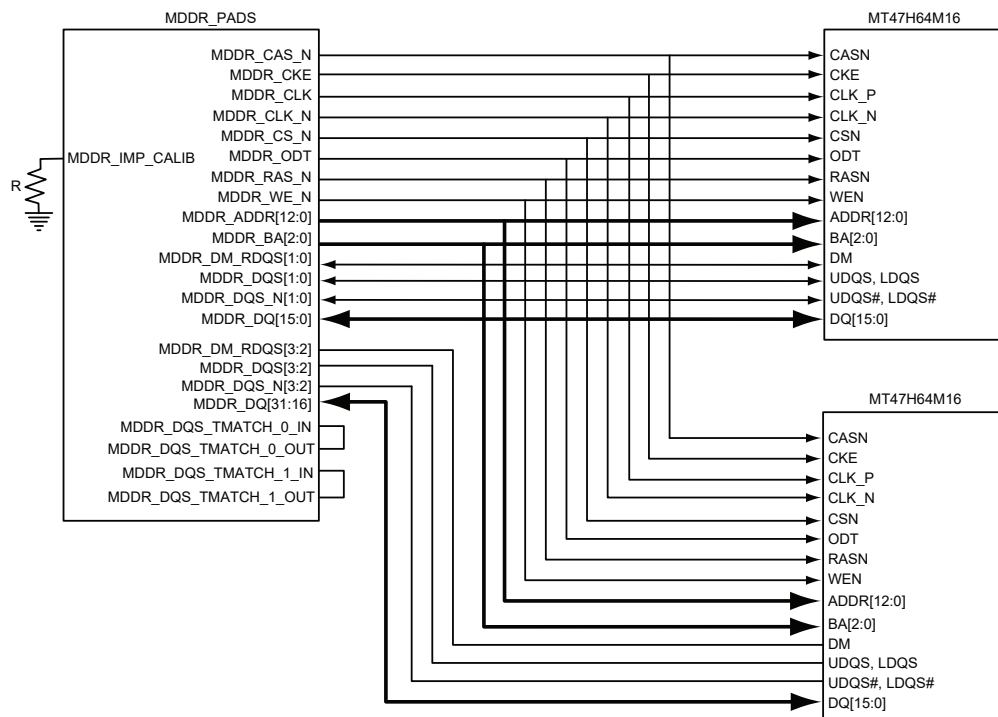 MDDR_PADS
MDDR_CAS_N
MDDR_CKE
MDDR_CLK
MDDR_CLK_N
MDDR_CS_N
MDDR_IMP_CALIB
MDDR_ODT
R
MDDR_RAS_N
MDDR_WE_N
MDDR_ADDR[12:0]
MDDR_BA[2:0]
MDDR_DM_RDQS[1:0]
MDDR_DQS[1:0]
MDDR_DQS_N[1:0]
MDDR_DQ[15:0]
MDDR_DM_RDQS[3:2]
MDDR_DQS[3:2]
MDDR_DQS_N[3:2]
MDDR_DQ[31:16]
MDDR_DQS_TMATCH_0_IN
MDDR_DQS_TMATCH_0_OUT
MDDR_DQS_TMATCH_1_IN
MDDR_DQS_TMATCH_1_OUT
MT47H64M16
CASN
CKE
CLK_P
CLK_N
CSN
ODT
RASN
WEN
ADDR[12:0]
BA[2:0]
DM
UDQS, LDQS
UDQS#, LDQS#
DQ[15:0]
MT47H64M16
CASN
CKE
CLK_P
CLK_N
CSN
ODT
RASN
WEN
ADDR[12:0]
BA[2:0]
DM
UDQS, LDQS
UDQS#, LDQS#
DQ[15:0]